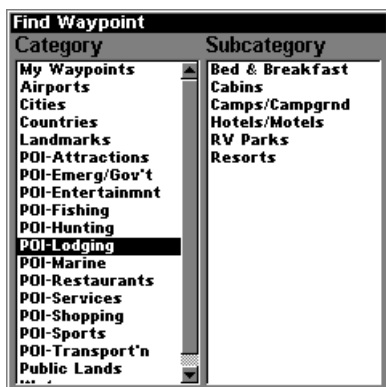 Find Waypoint
Category
My Waypoints
Airports
Cities
Countries
Landmarks
POI-Attractions
POI-Emerg/Gov't
POI-Entertainmnt
POI-Fishing
POI-Hunting
POI-Lodging
POI-Marine
POI-Restaurants
POI-Services
POI-Shopping
POI-Sports
POI-Transport'n
Public Lands
Subcategory
Bed & Breakfast
Cabins
Camps/Campgrnd
Hotels/Motels
RV Parks
Resorts